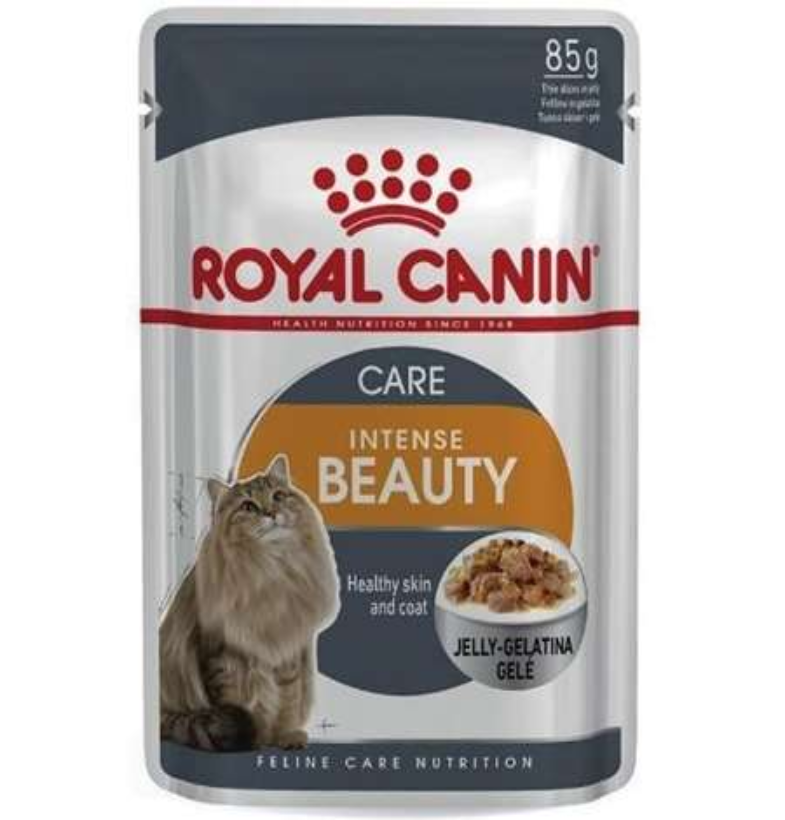 85g
ROYAL CANIN®
HEALTH NUTRITION SINCE 1968
CARE
INTENSE
BEAUTY
Healthy skin
and coat
JELLY-GELATINA
GELÉ
FELINE CARE NUTRITION